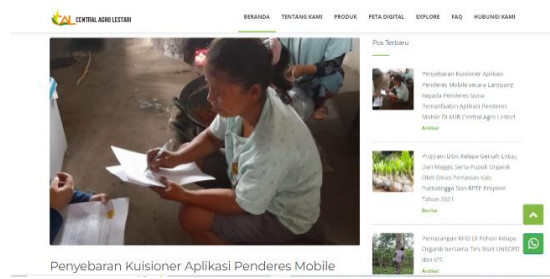 CENTRAL AGRO LESTARI
BERANDA TENTANG KAMI PRODUK PETA DIGITAL EXPLORE FAQ HUBUNGI KAMI
Pos Terbaru
Penyebaran Kuisioner Aplikasi
Penderes Mobile secara Langsung
kepada Penderes Guna
Pemanfaatan Aplikasi Penderes
Mobile Di KUB Central Agro Lestari
Artikel
Program Bibit Kelapa Genjah Entog,
Dan Maggis Serta Pupuk Organik
Oleh Dinas Pertanian Kab.
Purbalingga Dan Propinsi
Tahun 2021
Berita
Pemasangan RFID Di Pohon Kelapa
Organik bersama Tim Riset UNSOED
dan ICS
Artikel
Penyebaran Kuisioner Aplikasi Penderes Mobile